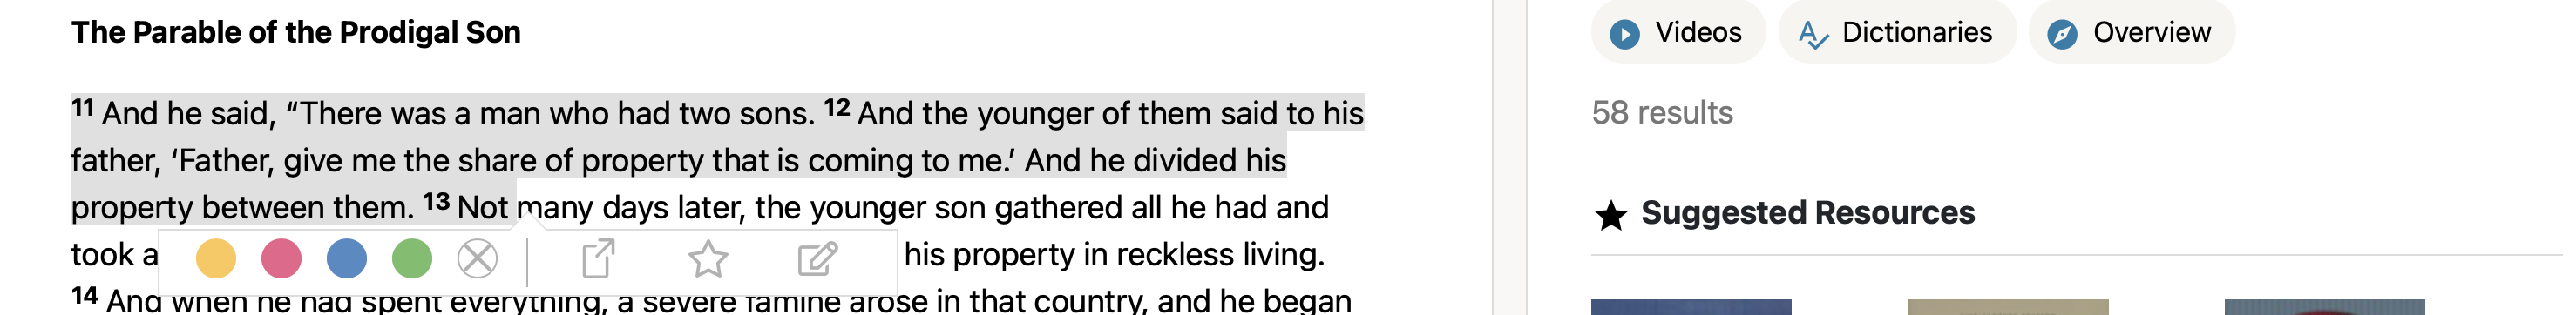 The Parable of the Prodigal Son
11 And he said, “There was a man who had two sons. 12 And the younger of them said to his
father, ‘Father, give me the share of property that is coming to me.’ And he divided his
property between them. 13 Not many days later, the younger son gathered all he had and
took a his property in reckless living.
14 And when he had spent everything, a severe famine arose in that country, and he began
Videos Dictionaries Overview
58 results
Suggested Resources